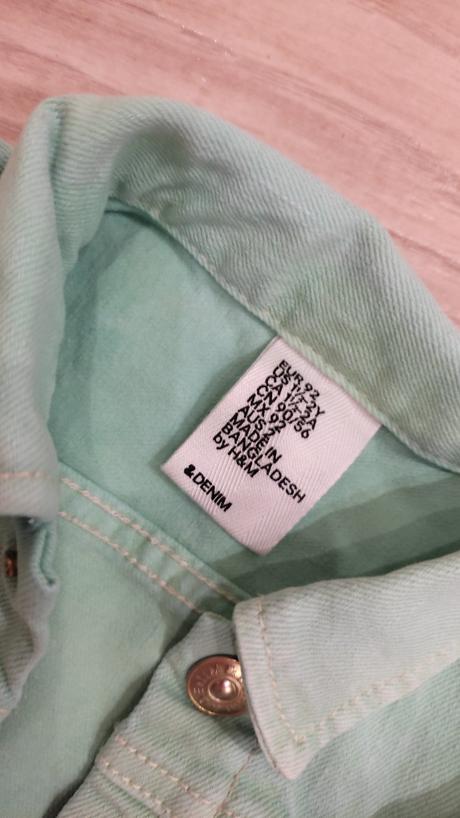 EUR 92
US 1½-2Y
CA 1½-2A
CN 90/56
MX 92
AUS 2
MADE IN
BANGLADESH
by H&M
&DENIM